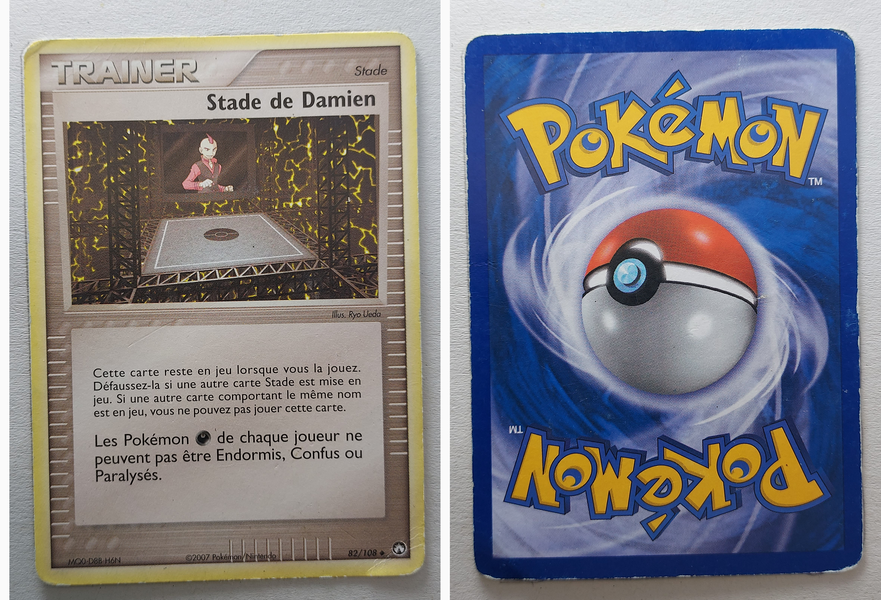 TRAINER
Stade
Stade de Damien
Illus. Ryo Ueda
Cette carte reste en jeu lorsque vous la jouez.
Défaussez-la si une autre carte Stade est mise en
jeu. Si une autre carte comportant le même nom
est en jeu, vous ne pouvez pas jouer cette carte.
Les Pokémon de chaque joueur ne
peuvent pas être Endormis, Confus ou
Paralysés.
©2007 Pokémon/Nintendo
82/108
POKéMON
TM
TM
POKéMON